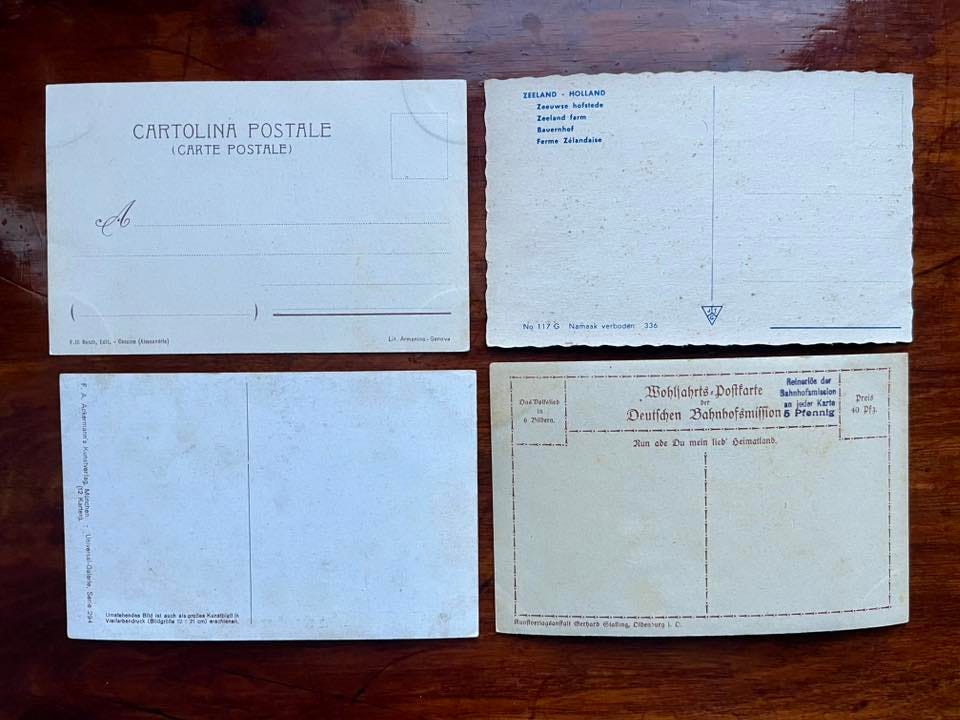 CARTOLINA POSTALE
(CARTE POSTALE)
A
( )
F.lli Resch, Edit. - Genova (Alessandria)
Lit. Armanino - Genova
ZEELAND - HOLLAND
Zeeuwse hofstede
Zeeland farm
Bauernhof
Ferme Zélandaise
No 117 G Namaak verboden 336
F. A. Ackermann's Kunstverlag, München : Universal-Galerie, Serie 294
(12 Karten)
Umstehendes Bild ist auch als großes Kunstblatt in
Vielfarbendruck (Bildgröße 12 : 21 cm) erschienen.
Das Volkslied
in
6 Bildern.
Wohlfahrts-Postkarte
der
Deutschen Bahnhofsmission
Reinerlös der
Bahnhofsmission
an jeder Karte
5 Pfennig
Preis
40 Pfg.
Nun ade Du mein lieb' Heimatland.
Kunstverlagsanstalt Gerhard Stalling, Oldenburg i. O.